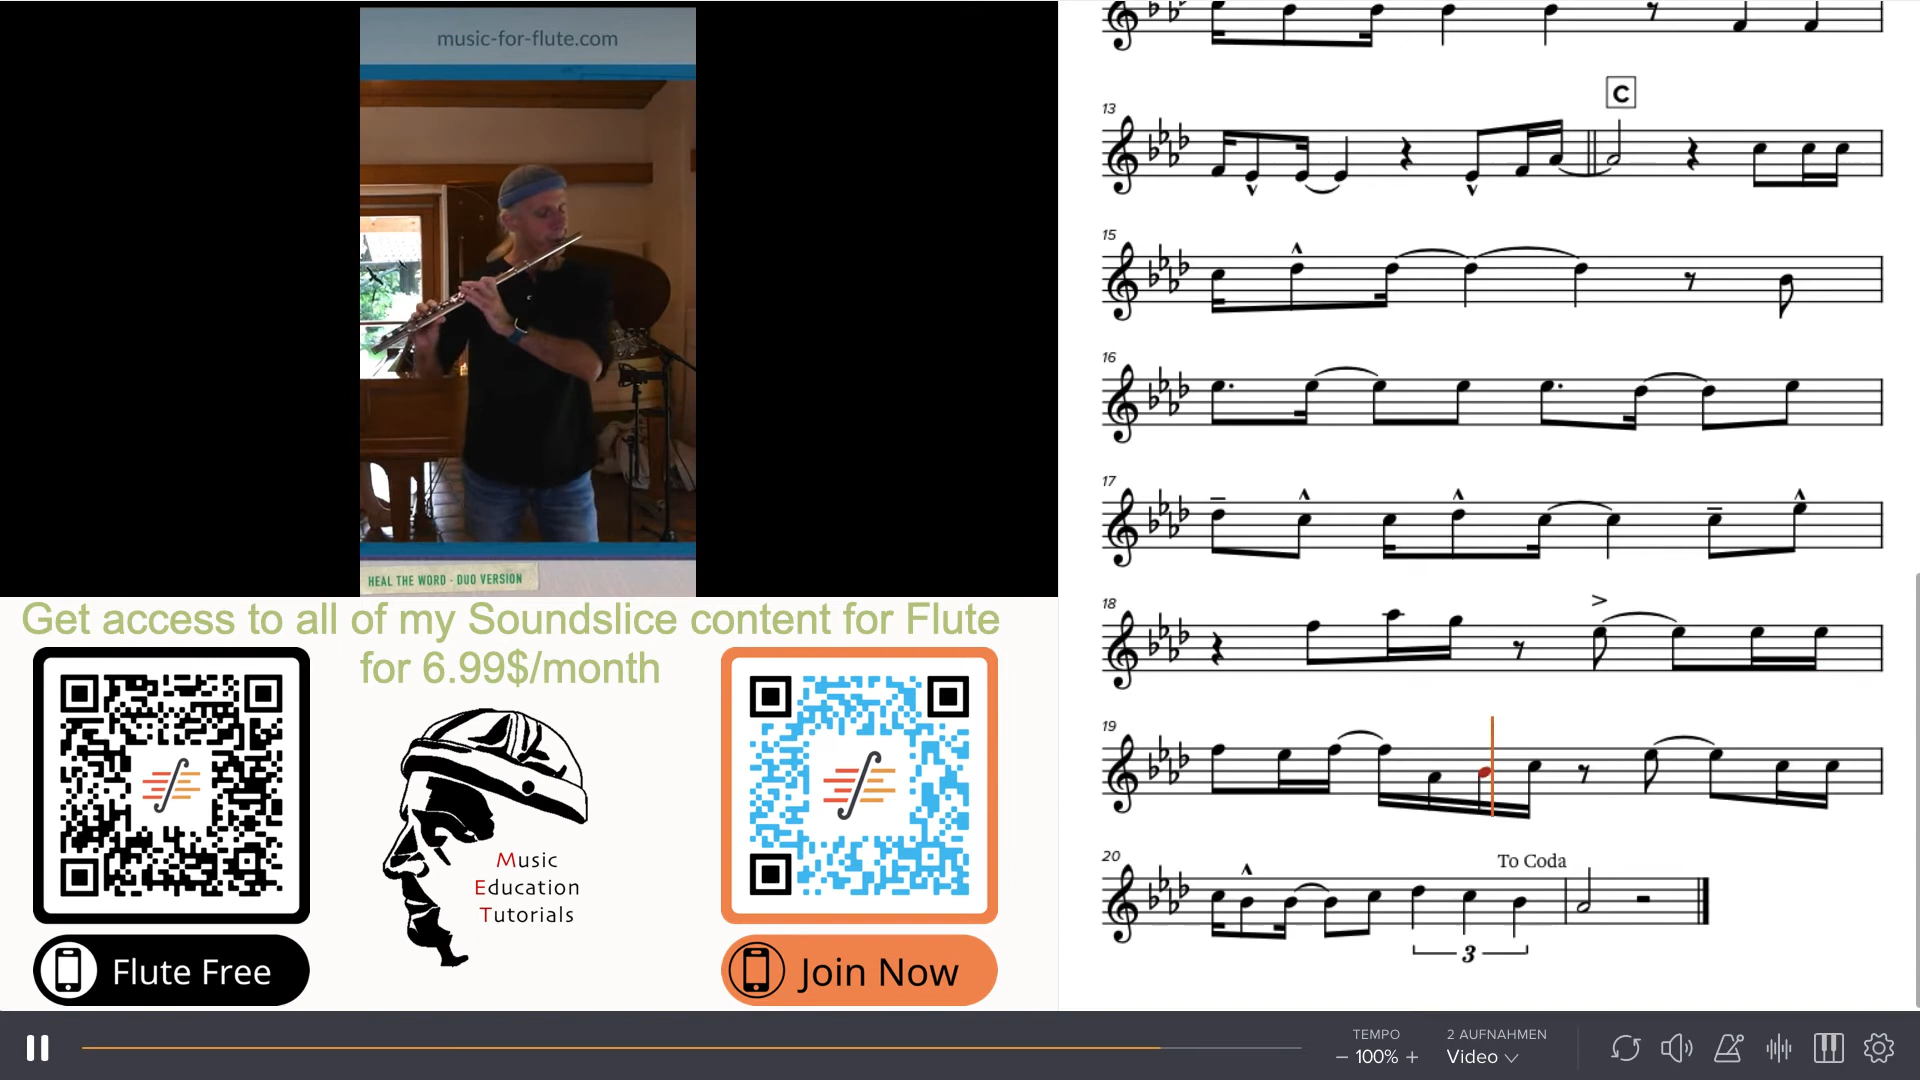 music-for-flute.com
HEAL THE WORD - DUO VERSION
Get access to all of my Soundslice content for Flute
for 6.99$/month
Music
Education
Tutorials
Flute Free
Join Now
13
C
15
16
17
18
19
20
To Coda
3
TEMPO
− 100% +
2 AUFNAHMEN
Video